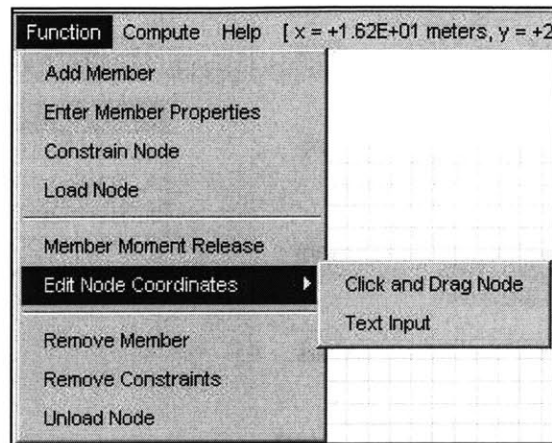 Function Compute Help [ x = +1.62E+01 meters, y = +2
Add Member
Enter Member Properties
Constrain Node
Load Node
Member Moment Release
Edit Node Coordinates
Click and Drag Node
Text Input
Remove Member
Remove Constraints
Unload Node